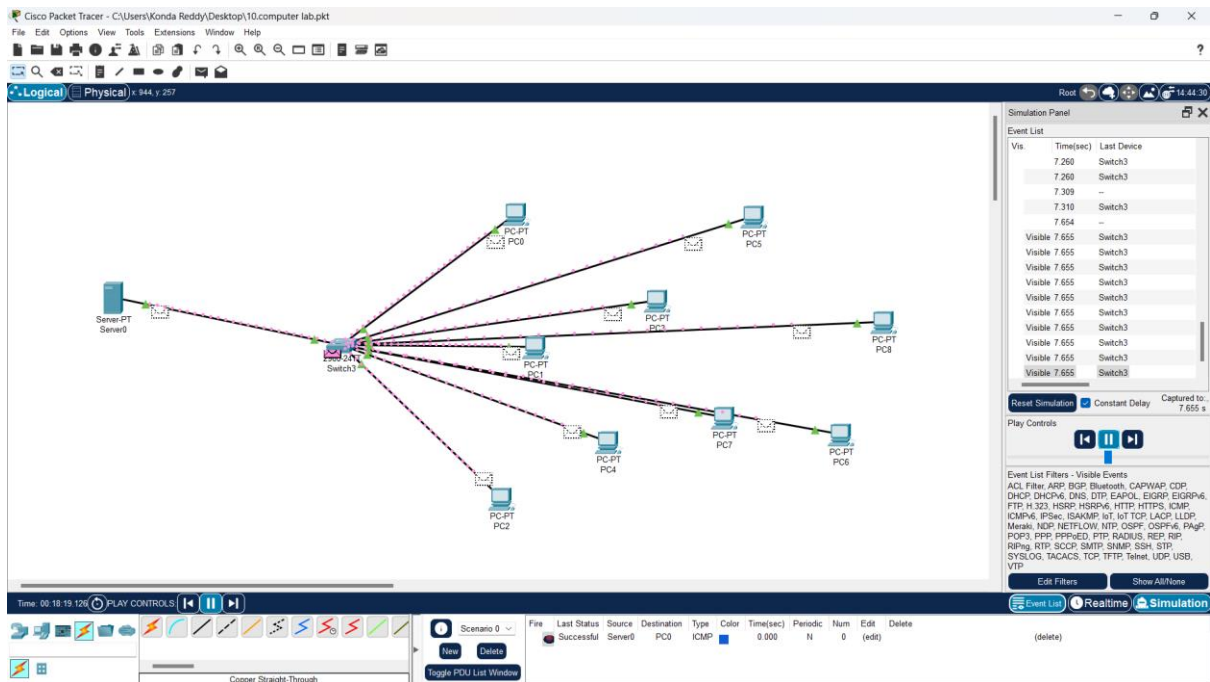 Cisco Packet Tracer - C:\Users\Konda Reddy\Desktop\10.computer lab.pkt
File Edit Options View Tools Extensions Window Help
?
Logical Physical x: 944, y: 257
Root 14:44:30
Simulation Panel
Event List
Vis. Time(sec) Last Device
7.260 Switch3
7.260 Switch3
7.309 --
7.310 Switch3
7.654 --
Visible 7.655 Switch3
Visible 7.655 Switch3
Visible 7.655 Switch3
Visible 7.655 Switch3
Visible 7.655 Switch3
Visible 7.655 Switch3
Visible 7.655 Switch3
Visible 7.655 Switch3
Visible 7.655 Switch3
Visible 7.655 Switch3
Reset Simulation Constant Delay Captured to:
7.655 s
Play Controls
Event List Filters - Visible Events
ACL Filter, ARP, BGP, Bluetooth, CAPWAP, CDP,
DHCP, DHCPv6, DNS, DTP, EAPOL, EIGRP, EIGRPv6,
FTP, H.323, HSRP, HSRPv6, HTTP, HTTPS, ICMP,
ICMPv6, IPSec, ISAKMP, IoT, IoT TCP, LACP, LLDP,
Meraki, NDP, NETFLOW, NTP, OSPF, OSPFv6, PAgP,
POP3, PPP, PPPoED, PTP, RADIUS, REP, RIP,
RIPng, RTP, SCCP, SMTP, SNMP, SSH, STP,
SYSLOG, TACACS, TCP, TFTP, Telnet, UDP, USB,
VTP
Edit Filters Show All/None
Event List Realtime Simulation
PC-PT
PC0
PC-PT
PC5
Server-PT
Server0
PC-PT
PC3
PC-PT
PC8
Switch3
PC-PT
PC1
PC-PT
PC7
PC-PT
PC6
PC-PT
PC4
PC-PT
PC2
Time: 00:18:19.126 PLAY CONTROLS:
Scenario 0
New Delete
Toggle PDU List Window
Fire Last Status Source Destination Type Color Time(sec) Periodic Num Edit Delete
Successful Server0 PC0 ICMP 0.000 N 0 (edit) (delete)
Copper Straight-Through